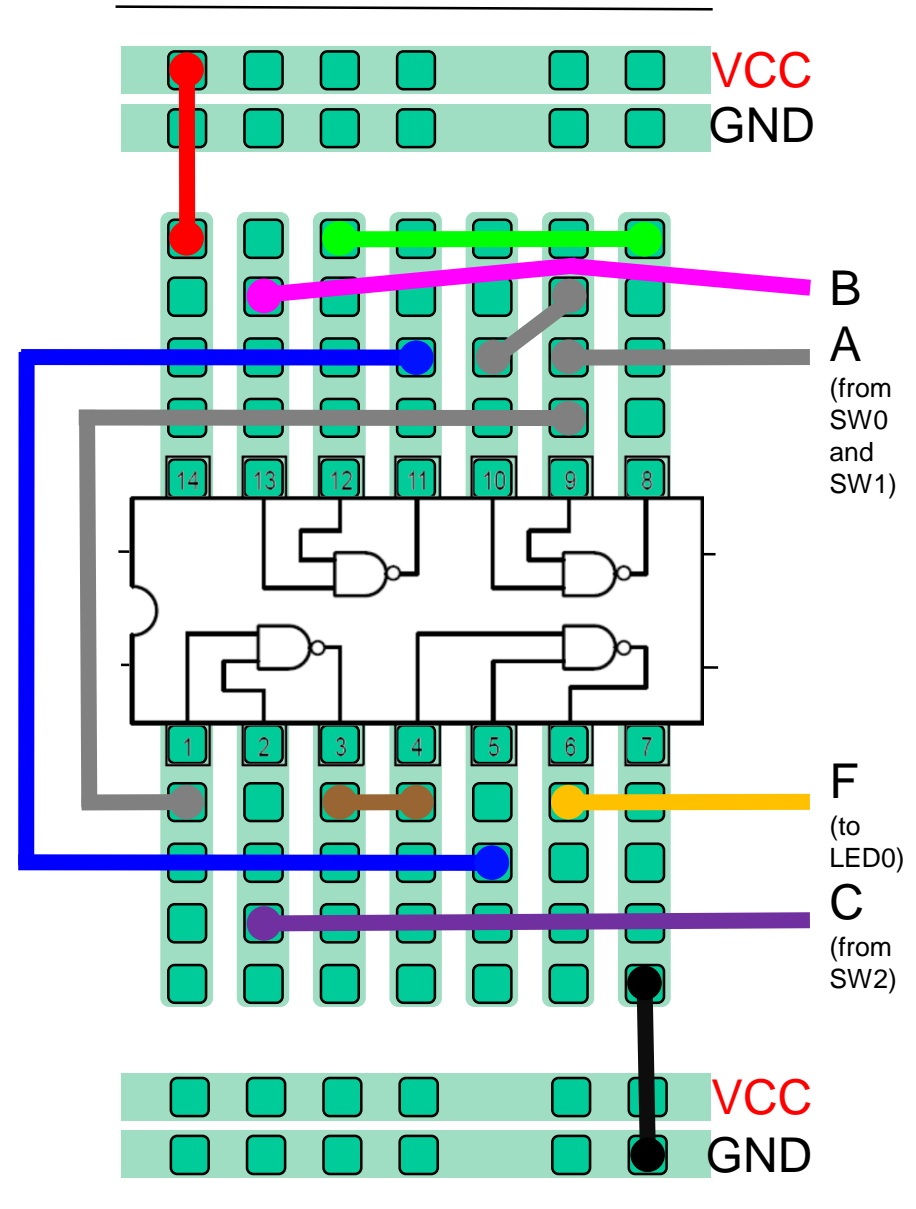 VCC
GND
B
A
(from
SW0
and
SW1)
14 13 12 11 10 9 8
1 2 3 4 5 6 7
F
(to
LED0)
C
(from
SW2)
VCC
GND